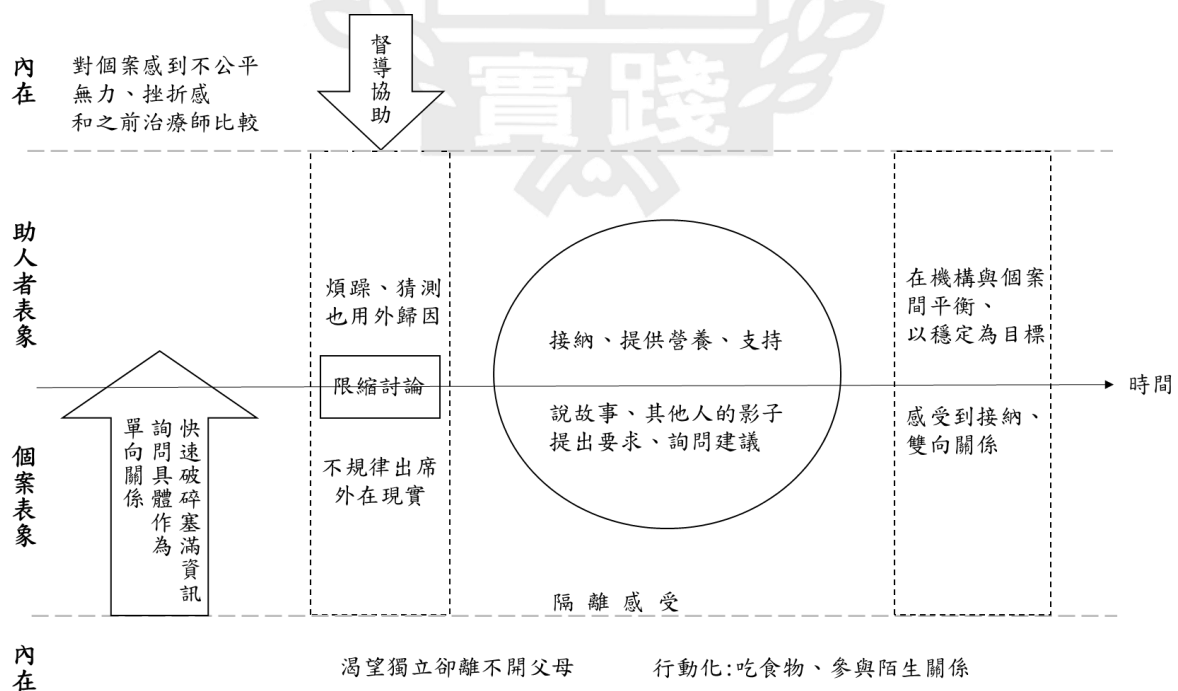 實踐
內在
對個案感到不公平
無力、挫折感
和之前治療師比較
督導協助
助人者表象
煩躁、猜測
也用外歸因
接納、提供營養、支持
在機構與個案
間平衡、
以穩定為目標
限縮討論
時間
個案表象
快速破碎塞滿資訊
詢問具體作為
單向關係
不規律出席
外在現實
說故事、其他人的影子
提出要求、詢問建議
感受到接納、
雙向關係
隔離感受
內在
渴望獨立卻離不開父母
行動化:吃食物、參與陌生關係